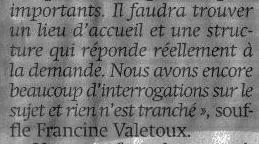 importants. Il faudra trouver
un lieu d'accueil et une struc-
ture qui réponde réellement à
la demande. Nous avons encore
beaucoup d'interrogations sur le
sujet et rien n'est tranché », souf-
fle Francine Valetoux.